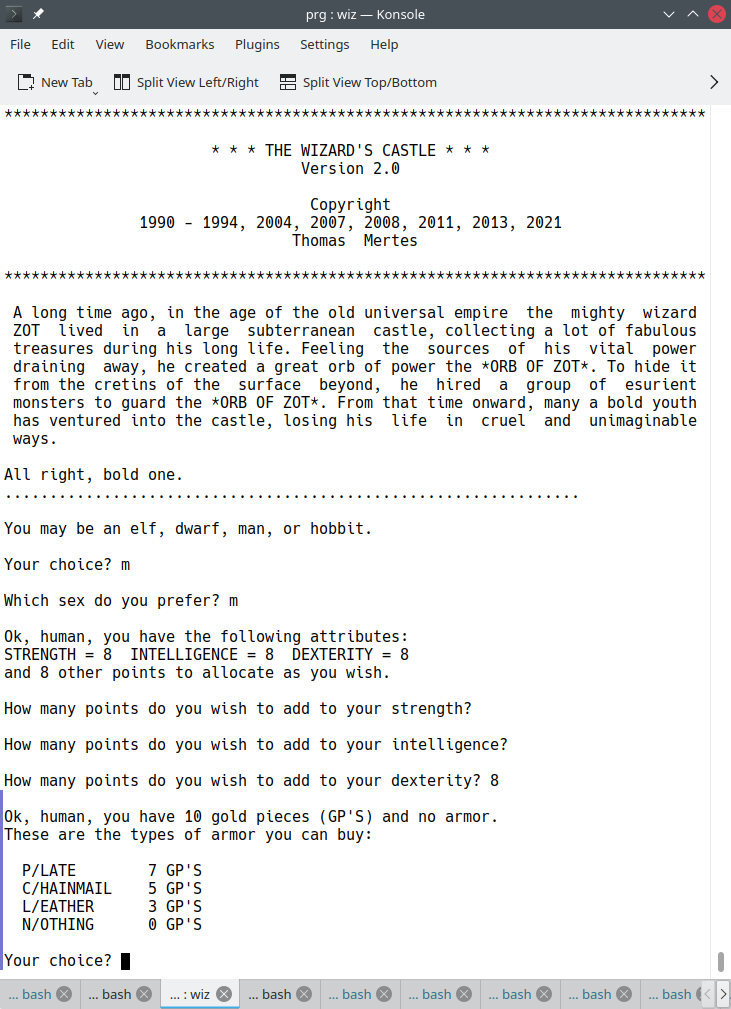 prg : wiz — Konsole
File Edit View Bookmarks Plugins Settings Help
New Tab Split View Left/Right Split View Top/Bottom
******************************************************************************
* * * THE WIZARD'S CASTLE * * *
Version 2.0
Copyright
1990 - 1994, 2004, 2007, 2008, 2011, 2013, 2021
Thomas  Mertes
******************************************************************************
A long time ago, in the age of the old universal empire  the  mighty  wizard
ZOT  lived  in  a  large  subterranean  castle, collecting a lot of fabulous
treasures during his long life. Feeling  the  sources  of  his  vital  power
draining  away, he created a great orb of power the *ORB OF ZOT*. To hide it
from the cretins of the  surface  beyond,  he  hired  a  group  of  esurient
monsters to guard the *ORB OF ZOT*. From that time onward, many a bold youth
has ventured into the castle, losing his  life  in  cruel  and  unimaginable
ways.
All right, bold one.
................................................................
You may be an elf, dwarf, man, or hobbit.
Your choice? m
Which sex do you prefer? m
Ok, human, you have the following attributes:
STRENGTH = 8  INTELLIGENCE = 8  DEXTERITY = 8
and 8 other points to allocate as you wish.
How many points do you wish to add to your strength?
How many points do you wish to add to your intelligence?
How many points do you wish to add to your dexterity? 8
Ok, human, you have 10 gold pieces (GP'S) and no armor.
These are the types of armor you can buy:
P/LATE        7 GP'S
C/HAINMAIL    5 GP'S
L/EATHER      3 GP'S
N/OTHING      0 GP'S
Your choice?
... bash ... bash ... : wiz ... bash ... bash ... bash ... bash ... bash ... bash